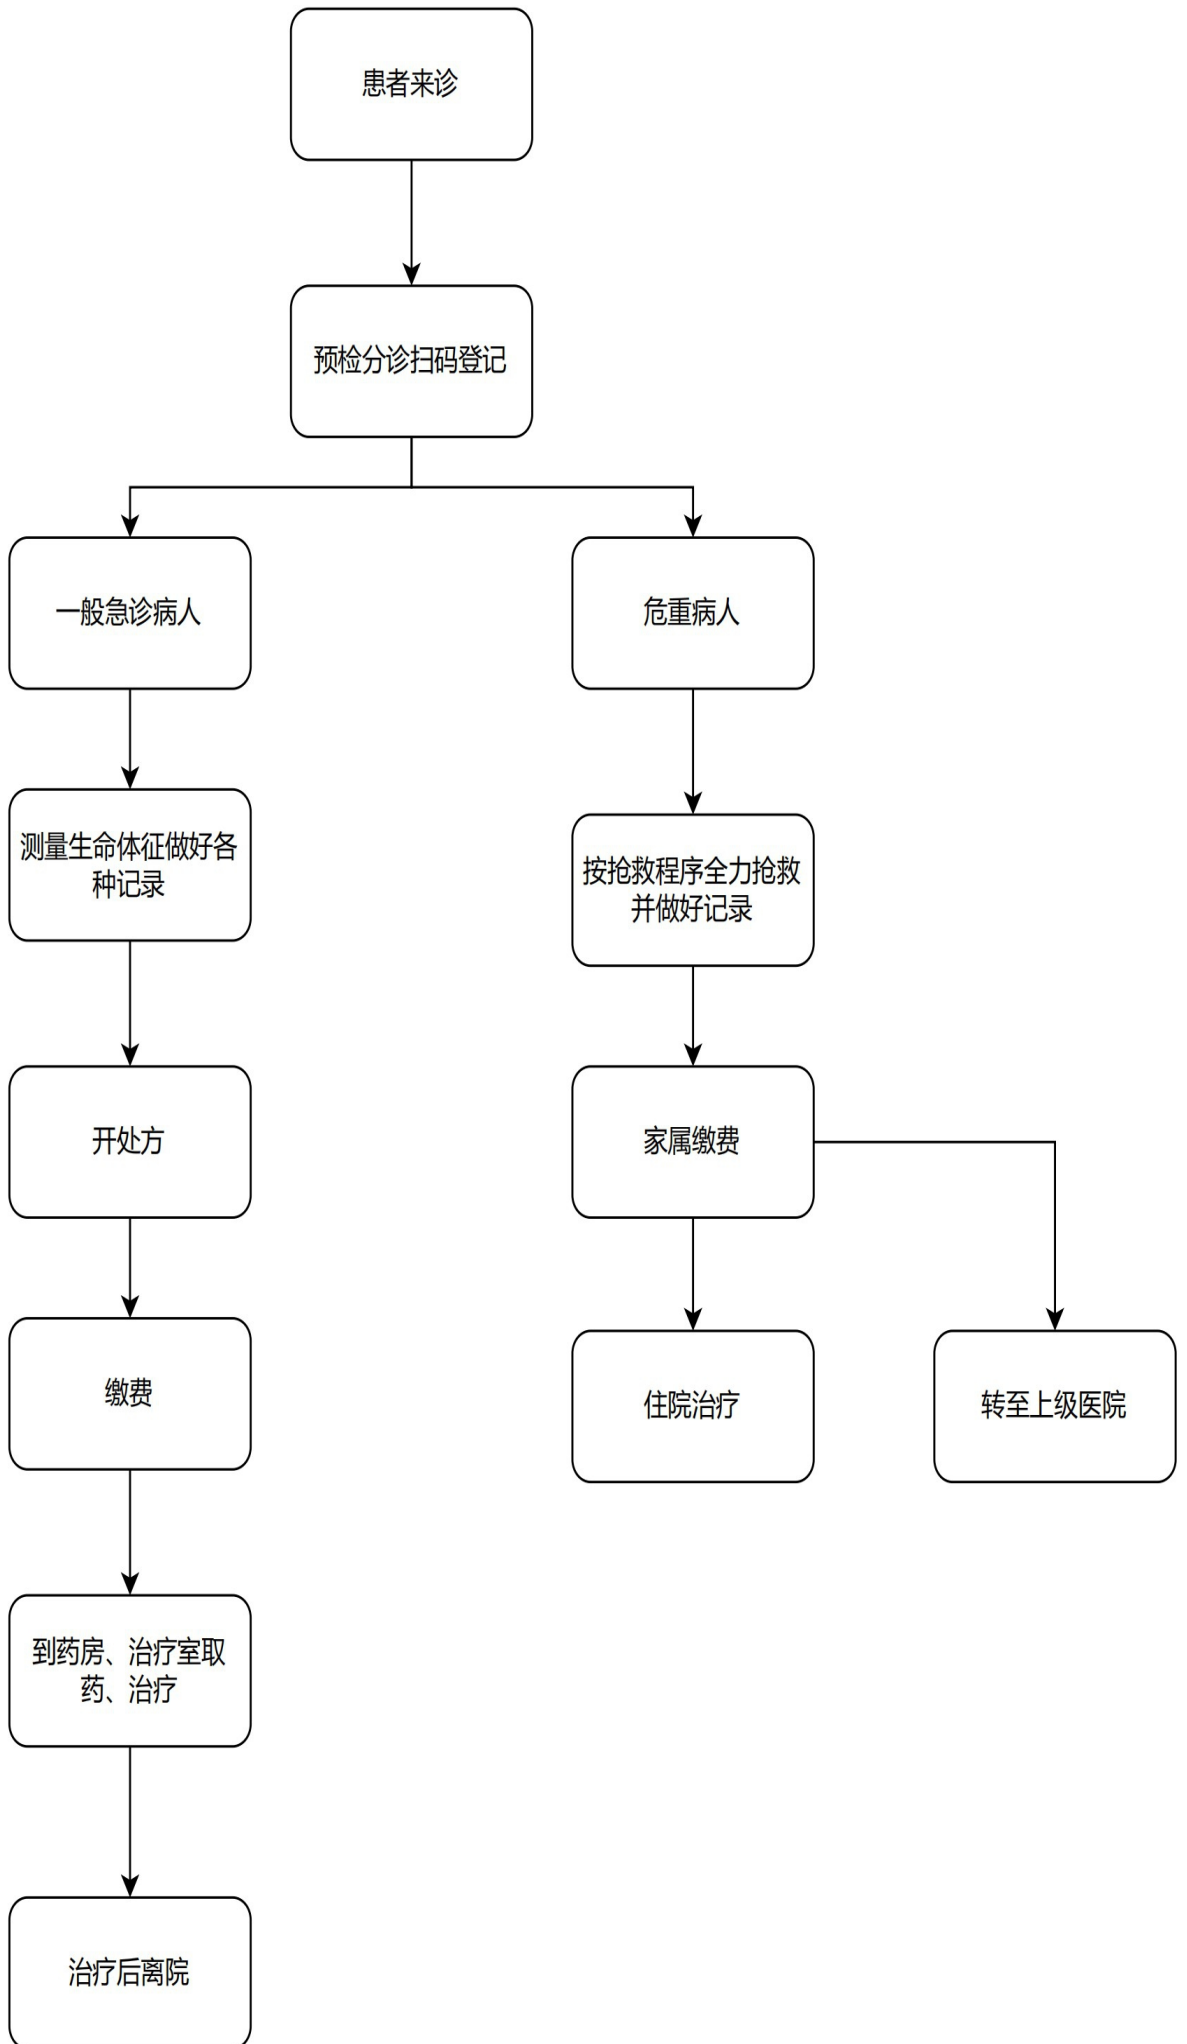 患者来诊
预检分诊扫码登记
一般急诊病人
危重病人
测量生命体征做好各
种记录
按抢救程序全力抢救
并做好记录
开处方
家属缴费
缴费
住院治疗
转至上级医院
到药房、治疗室取
药、治疗
治疗后离院